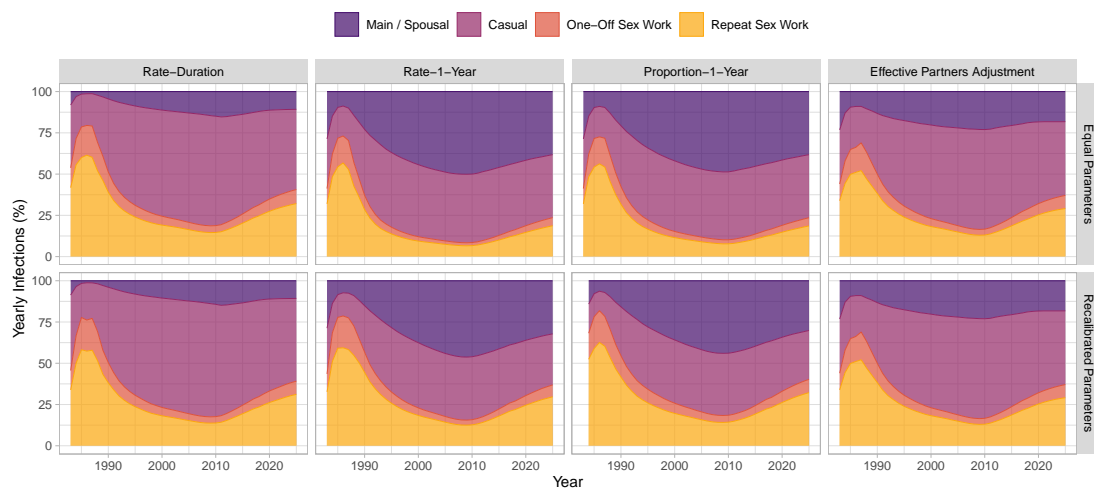 Main / Spousal Casual One−Off Sex Work Repeat Sex Work
Rate−Duration Rate−1−Year Proportion−1−Year Effective Partners Adjustment
100
75
50
25
0
Equal Parameters
100
75
50
25
0
Recalibrated Parameters
Yearly Infections (%)
1990 2000 2010 2020 1990 2000 2010 2020 1990 2000 2010 2020 1990 2000 2010 2020
Year